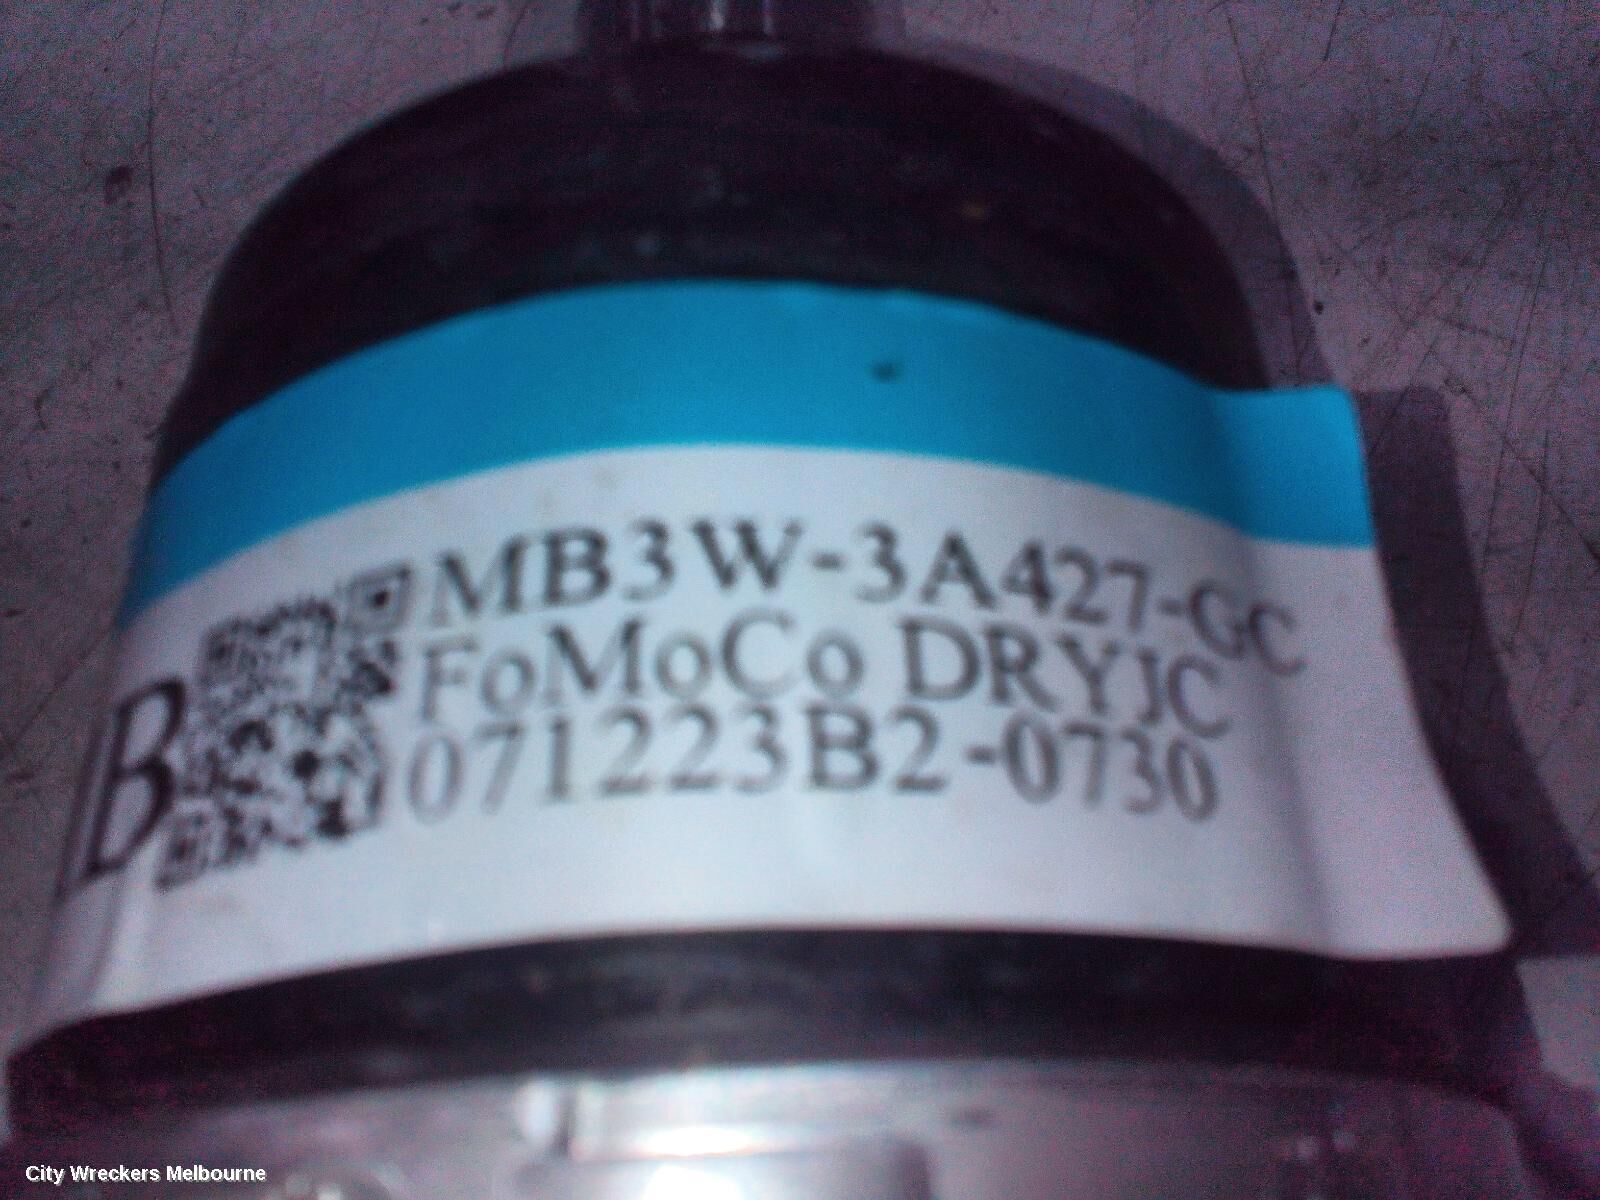 B
MB3W-3A427-GC
FoMoCo DRYJC
071223B2-0730
City Wreckers Melbourne